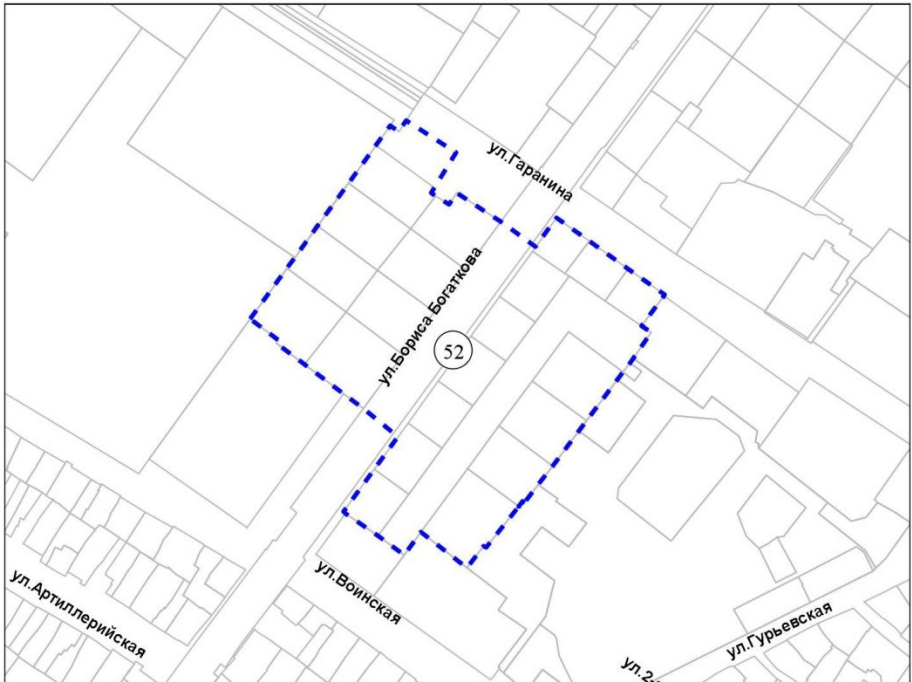 ул.Гаранина
ул.Бориса Богаткова
52
ул.Воинская
ул.Артиллерийская
ул.Гурьевская